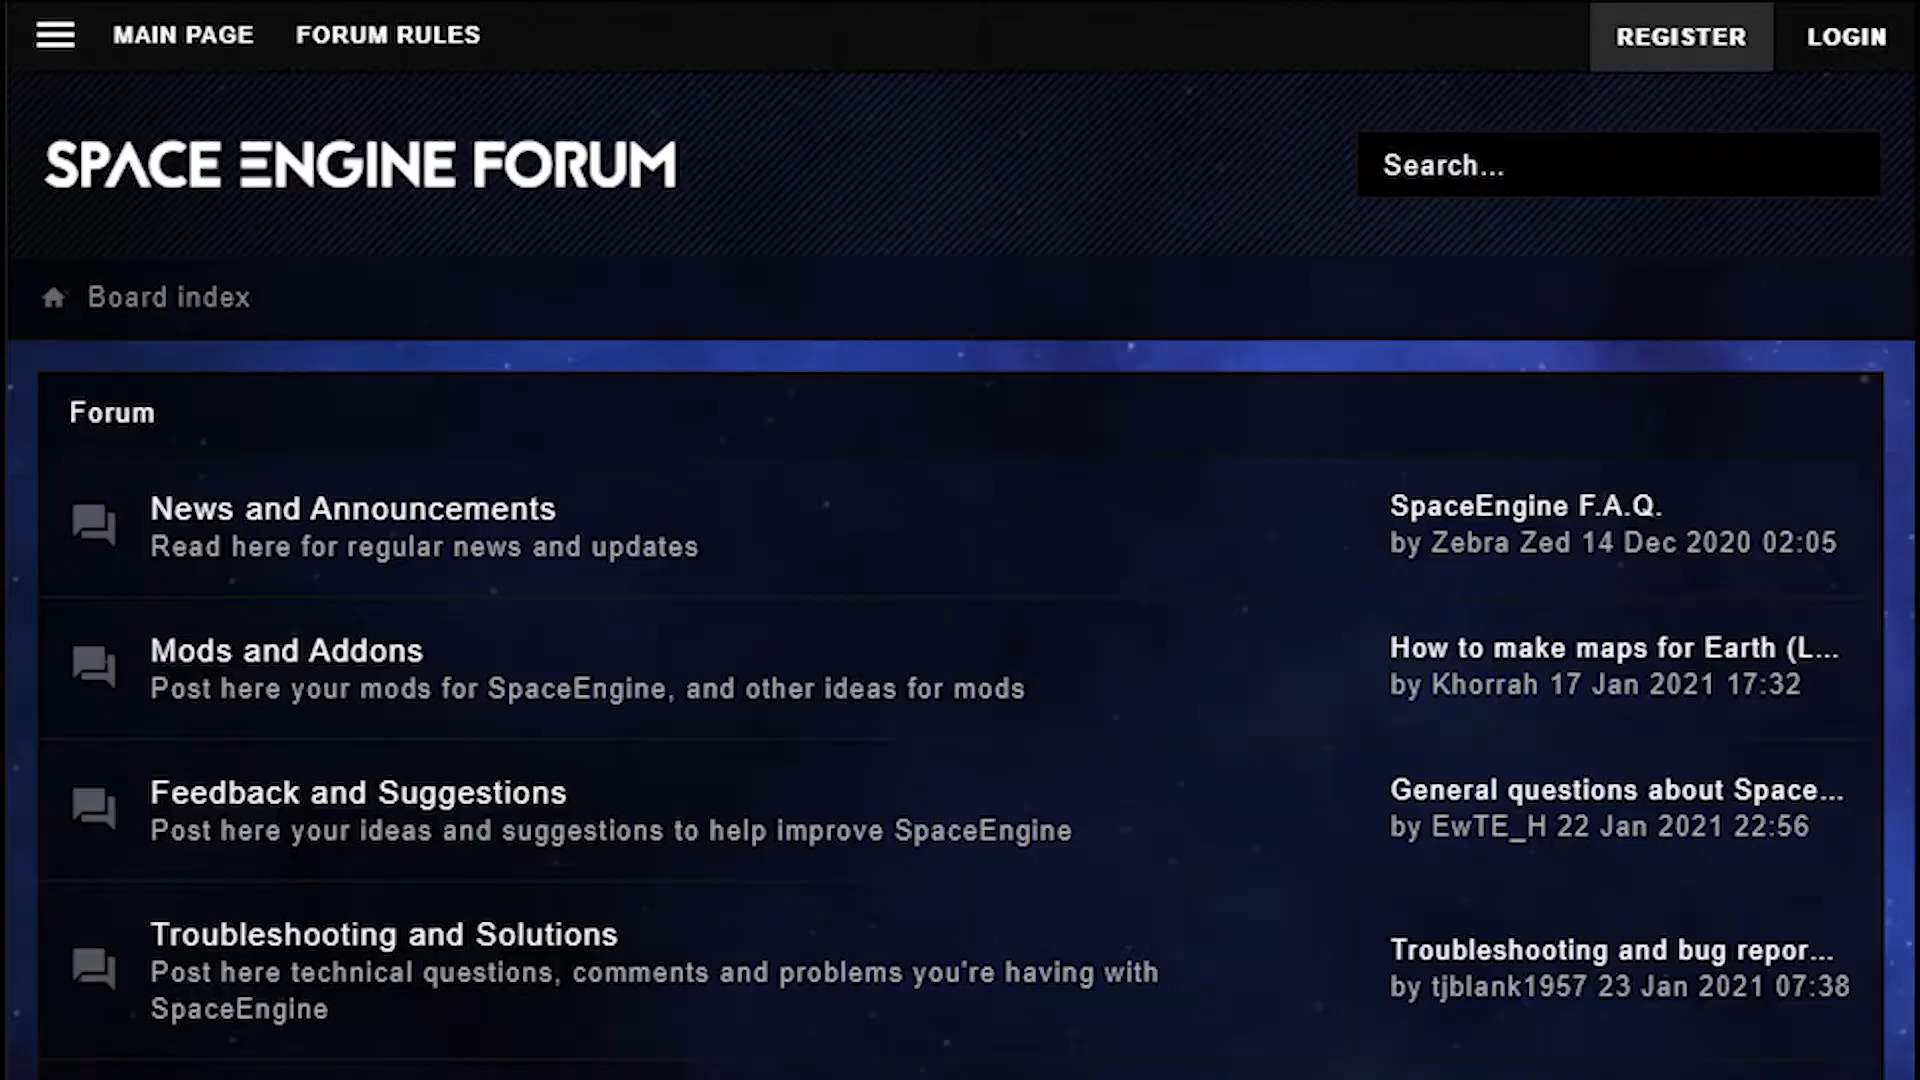 MAIN PAGE
FORUM RULES
REGISTER
LOGIN
SPACE ENGINE FORUM
Search...
Board index
Forum
News and Announcements
Read here for regular news and updates
SpaceEngine F.A.Q.
by Zebra Zed 14 Dec 2020 02:05
Mods and Addons
Post here your mods for SpaceEngine, and other ideas for mods
How to make maps for Earth (L...
by Khorrah 17 Jan 2021 17:32
Feedback and Suggestions
Post here your ideas and suggestions to help improve SpaceEngine
General questions about Space...
by EwTE_H 22 Jan 2021 22:56
Troubleshooting and Solutions
Post here technical questions, comments and problems you're having with
SpaceEngine
Troubleshooting and bug repor...
by tjblank1957 23 Jan 2021 07:38